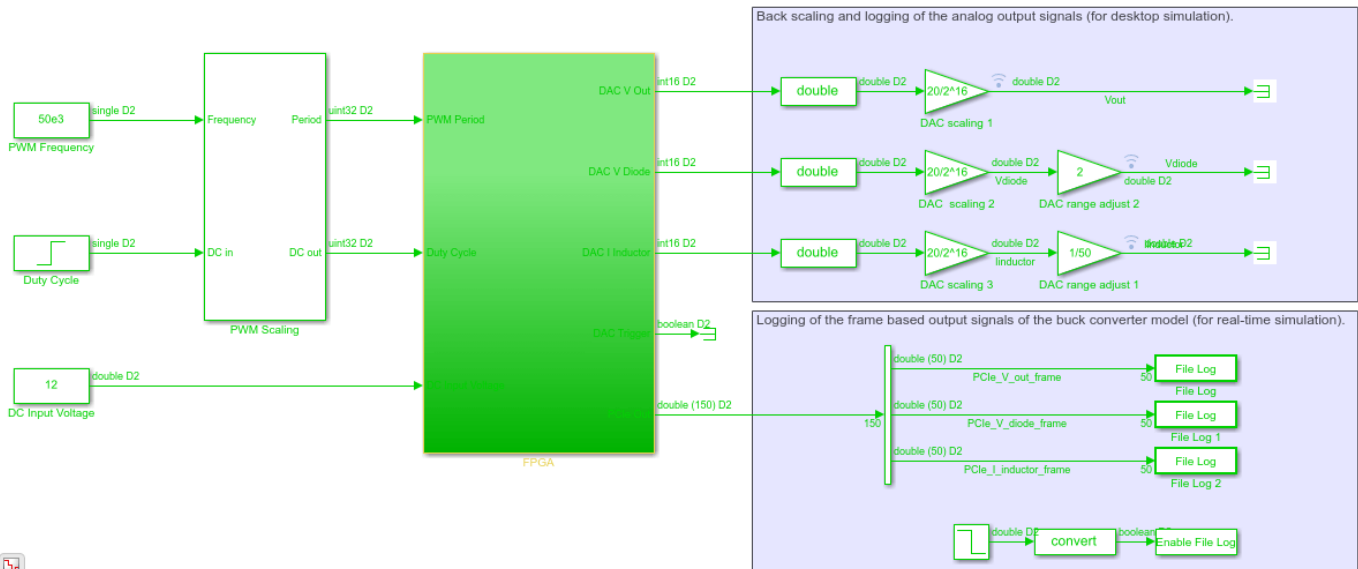 Back scaling and logging of the analog output signals (for desktop simulation).
50e3
single D2
PWM Frequency
Frequency
Period
uint32 D2
PWM Period
DAC V Out
int16 D2
double
double D2
20/2^16
double D2
Vout
DAC scaling 1
DAC V Diode
int16 D2
double
double D2
20/2^16
double D2
Vdiode
DAC scaling 2
2
Vdiode
double D2
DAC range adjust 2
single D2
Duty Cycle
DC in
DC out
uint32 D2
Duty Cycle
PWM Scaling
DAC I Inductor
int16 D2
double
double D2
20/2^16
double D2
Iinductor
DAC scaling 3
1/50
DAC range adjust 1
DAC Trigger
boolean D2
12
double D2
DC Input Voltage
double (150) D2
FPGA
Logging of the frame based output signals of the buck converter model (for real-time simulation).
150
double (50) D2
PCIe_V_out_frame
50
File Log
File Log
double (50) D2
PCIe_V_diode_frame
50
File Log
File Log 1
double (50) D2
PCIe_I_inductor_frame
50
File Log
File Log 2
double D2
convert
boolean
Enable File Log